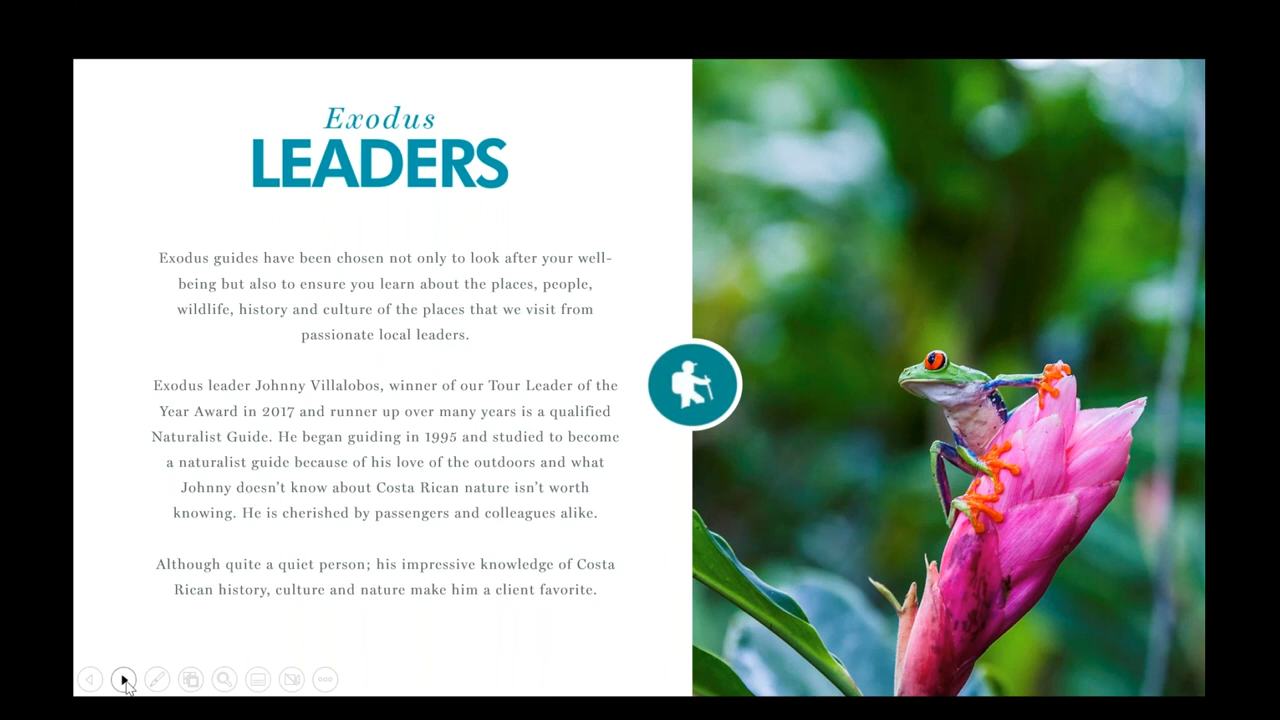 Exodus
LEADERS
Exodus guides have been chosen not only to look after your well-
being but also to ensure you learn about the places, people,
wildlife, history and culture of the places that we visit from
passionate local leaders.
Exodus leader Johnny Villalobos, winner of our Tour Leader of the
Year Award in 2017 and runner up over many years is a qualified
Naturalist Guide. He began guiding in 1995 and studied to become
a naturalist guide because of his love of the outdoors and what
Johnny doesn't know about Costa Rican nature isn't worth
knowing. He is cherished by passengers and colleagues alike.
Although quite a quiet person; his impressive knowledge of Costa
Rican history, culture and nature make him a client favorite.